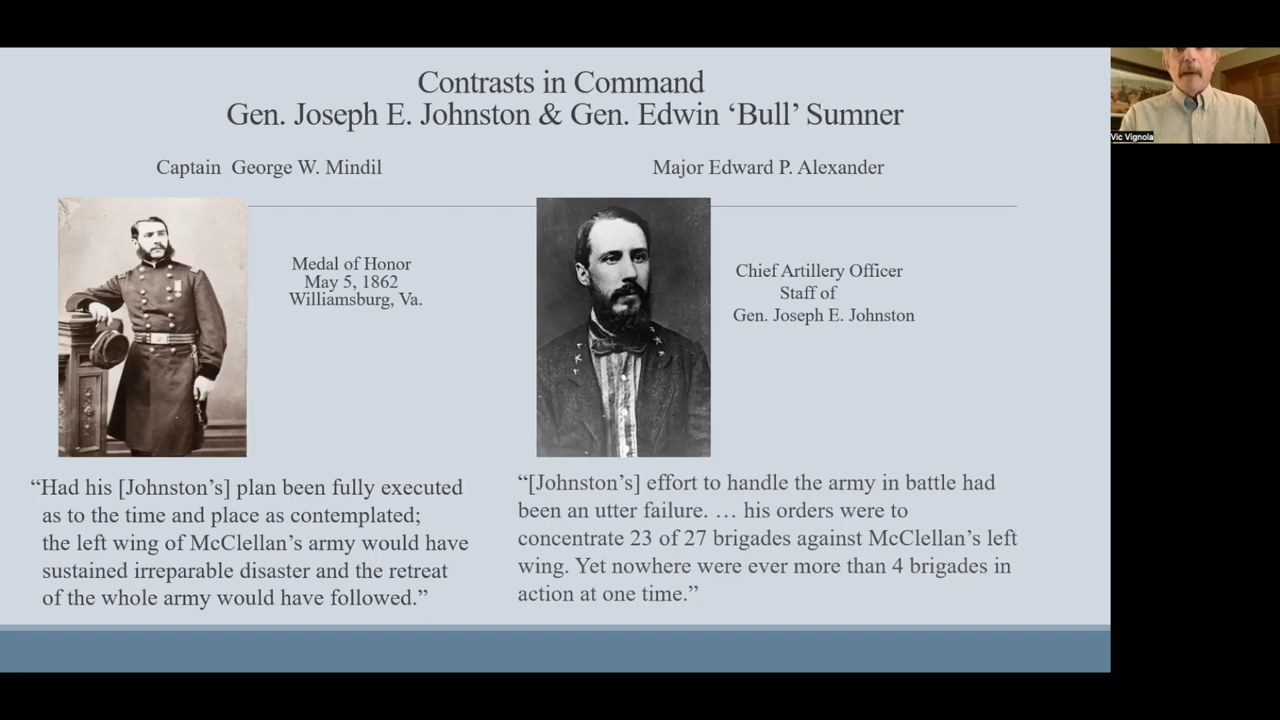 Contrasts in Command
Gen. Joseph E. Johnston & Gen. Edwin ‘Bull’ Sumner
Captain George W. Mindil
Medal of Honor
May 5, 1862
Williamsburg, Va.
“Had his [Johnston’s] plan been fully executed
as to the time and place as contemplated;
the left wing of McClellan’s army would have
sustained irreparable disaster and the retreat
of the whole army would have followed.”
Major Edward P. Alexander
Chief Artillery Officer
Staff of
Gen. Joseph E. Johnston
“[Johnston’s] effort to handle the army in battle had
been an utter failure. … his orders were to
concentrate 23 of 27 brigades against McClellan’s left
wing. Yet nowhere were ever more than 4 brigades in
action at one time.”
Vic Vignola